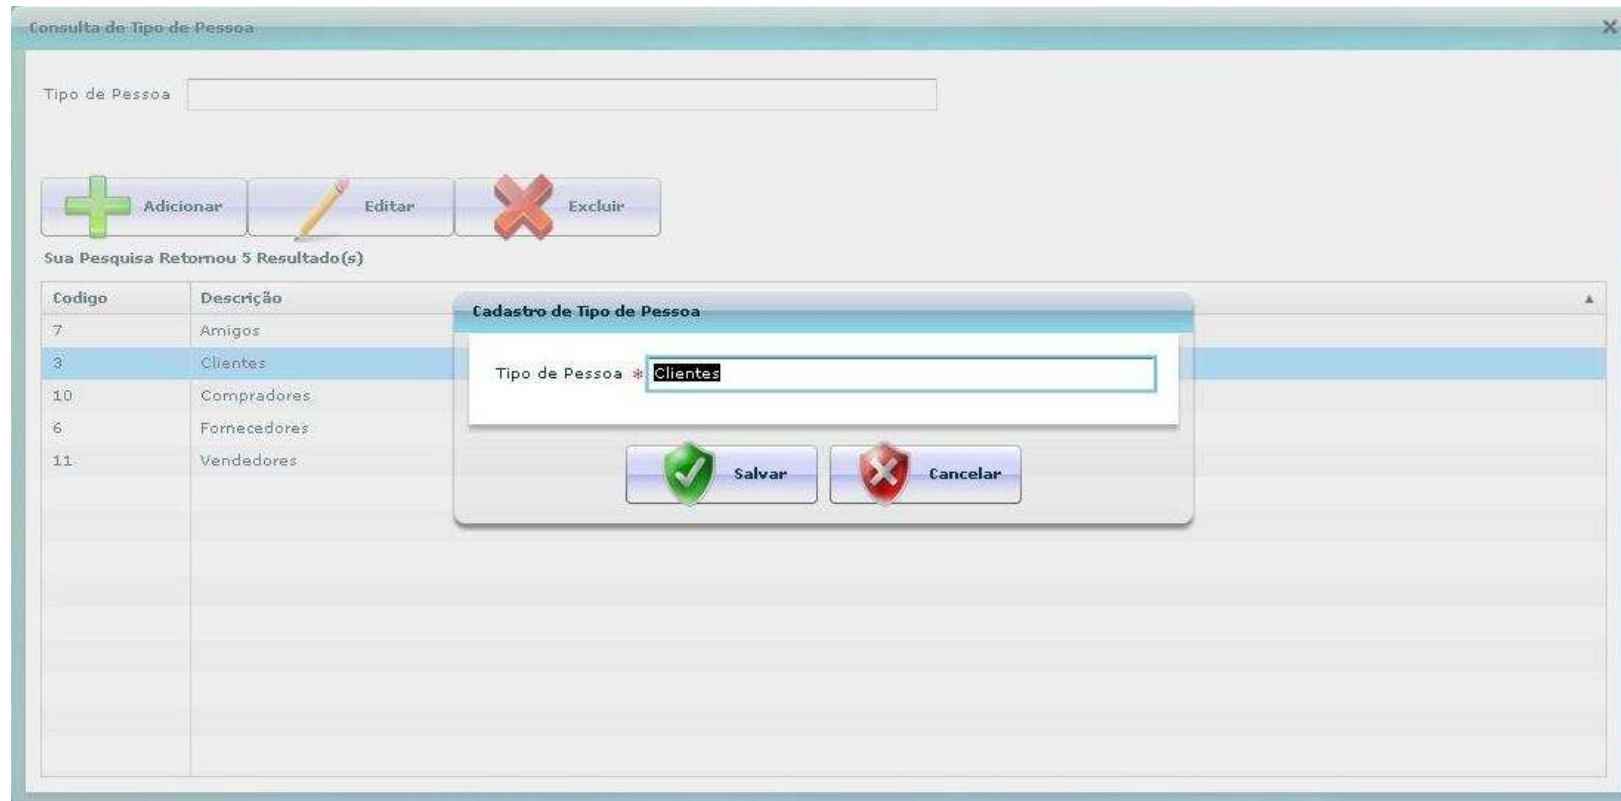 Consulta de Tipo de Pessoa
Tipo de Pessoa
Adicionar Editar Excluir
Sua Pesquisa Retornou 5 Resultado(s)
Codigo Descrição
7 Amigos
3 Clientes
10 Compradores
6 Fornecedores
11 Vendedores
Cadastro de Tipo de Pessoa
Tipo de Pessoa * Clientes
Salvar Cancelar